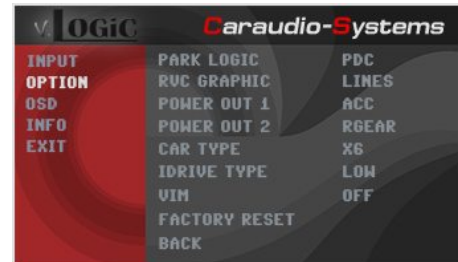 v.LOGiC Caraudio-Systems
INPUT PARK LOGIC PDC
OPTION RVC GRAPHIC LINES
OSD POWER OUT 1 ACC
INFO POWER OUT 2 RGEAR
EXIT CAR TYPE X6
IDRIVE TYPE LOW
VIM OFF
FACTORY RESET
BACK